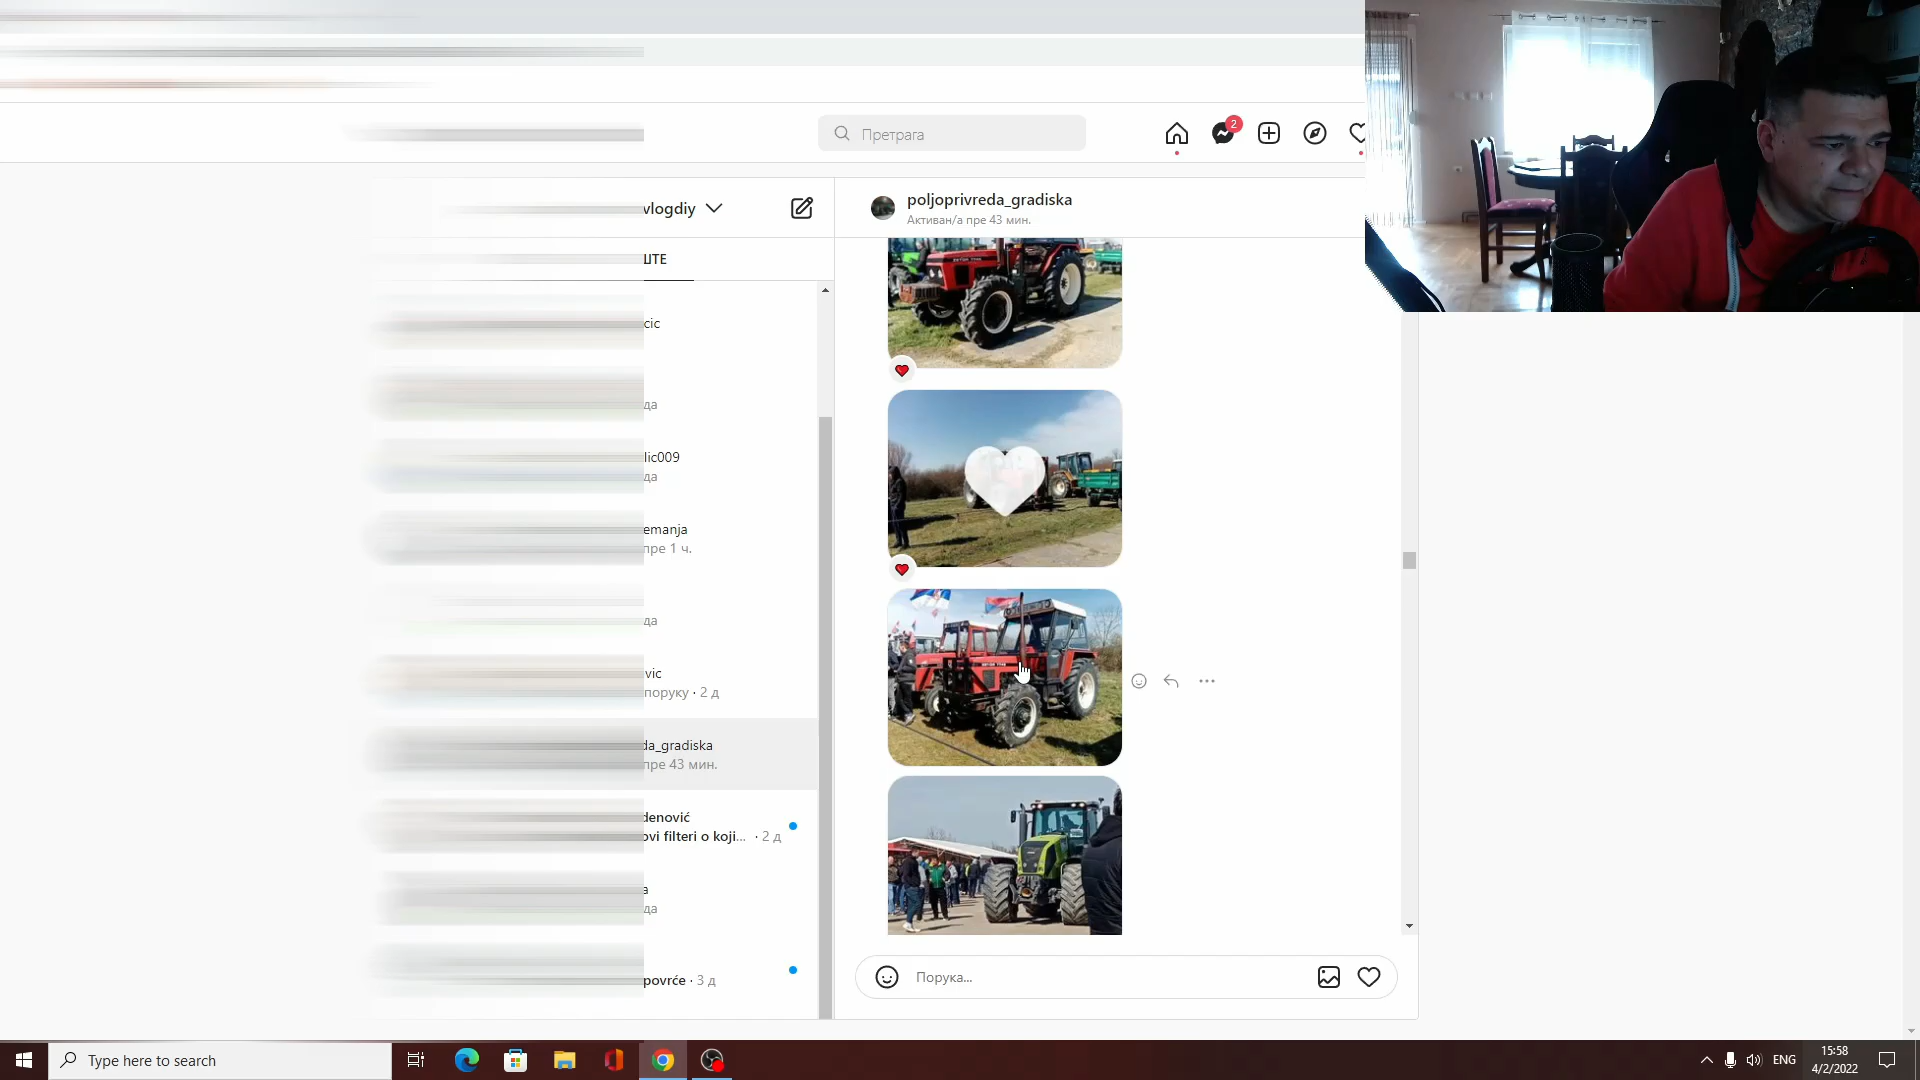 Претрага
2
vlogdiy
poljoprivreda_gradiska
Активан/а пре 43 мин.
ШТЕ
cic
да
lic009
да
emanja
пре 1 ч.
да
vic
поруку · 2 д
da_gradiska
пре 43 мин.
denović
ovi filteri o koji... · 2 д
a
да
povrće · 3 д
Порука...
Type here to search
ENG
15:58
4/2/2022